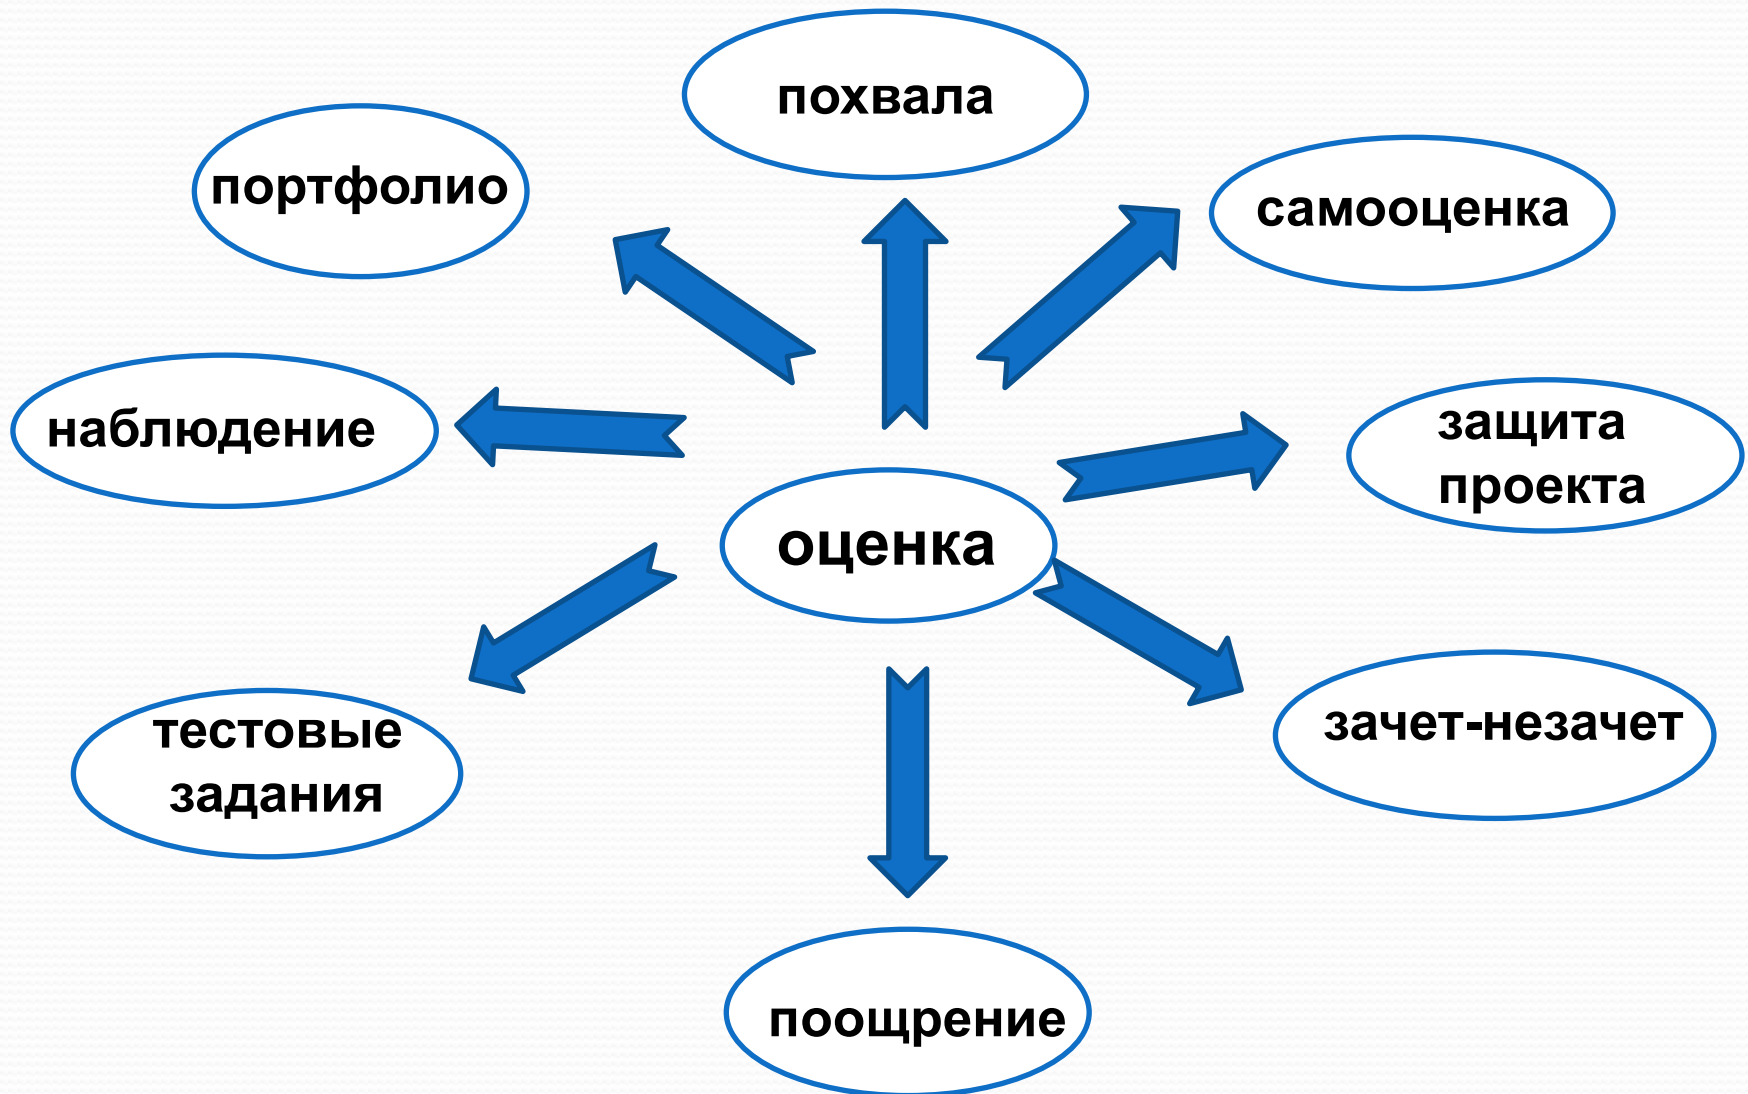 похвала
портфолио
самооценка
наблюдение
защита
проекта
оценка
тестовые
задания
зачет-незачет
поощрение